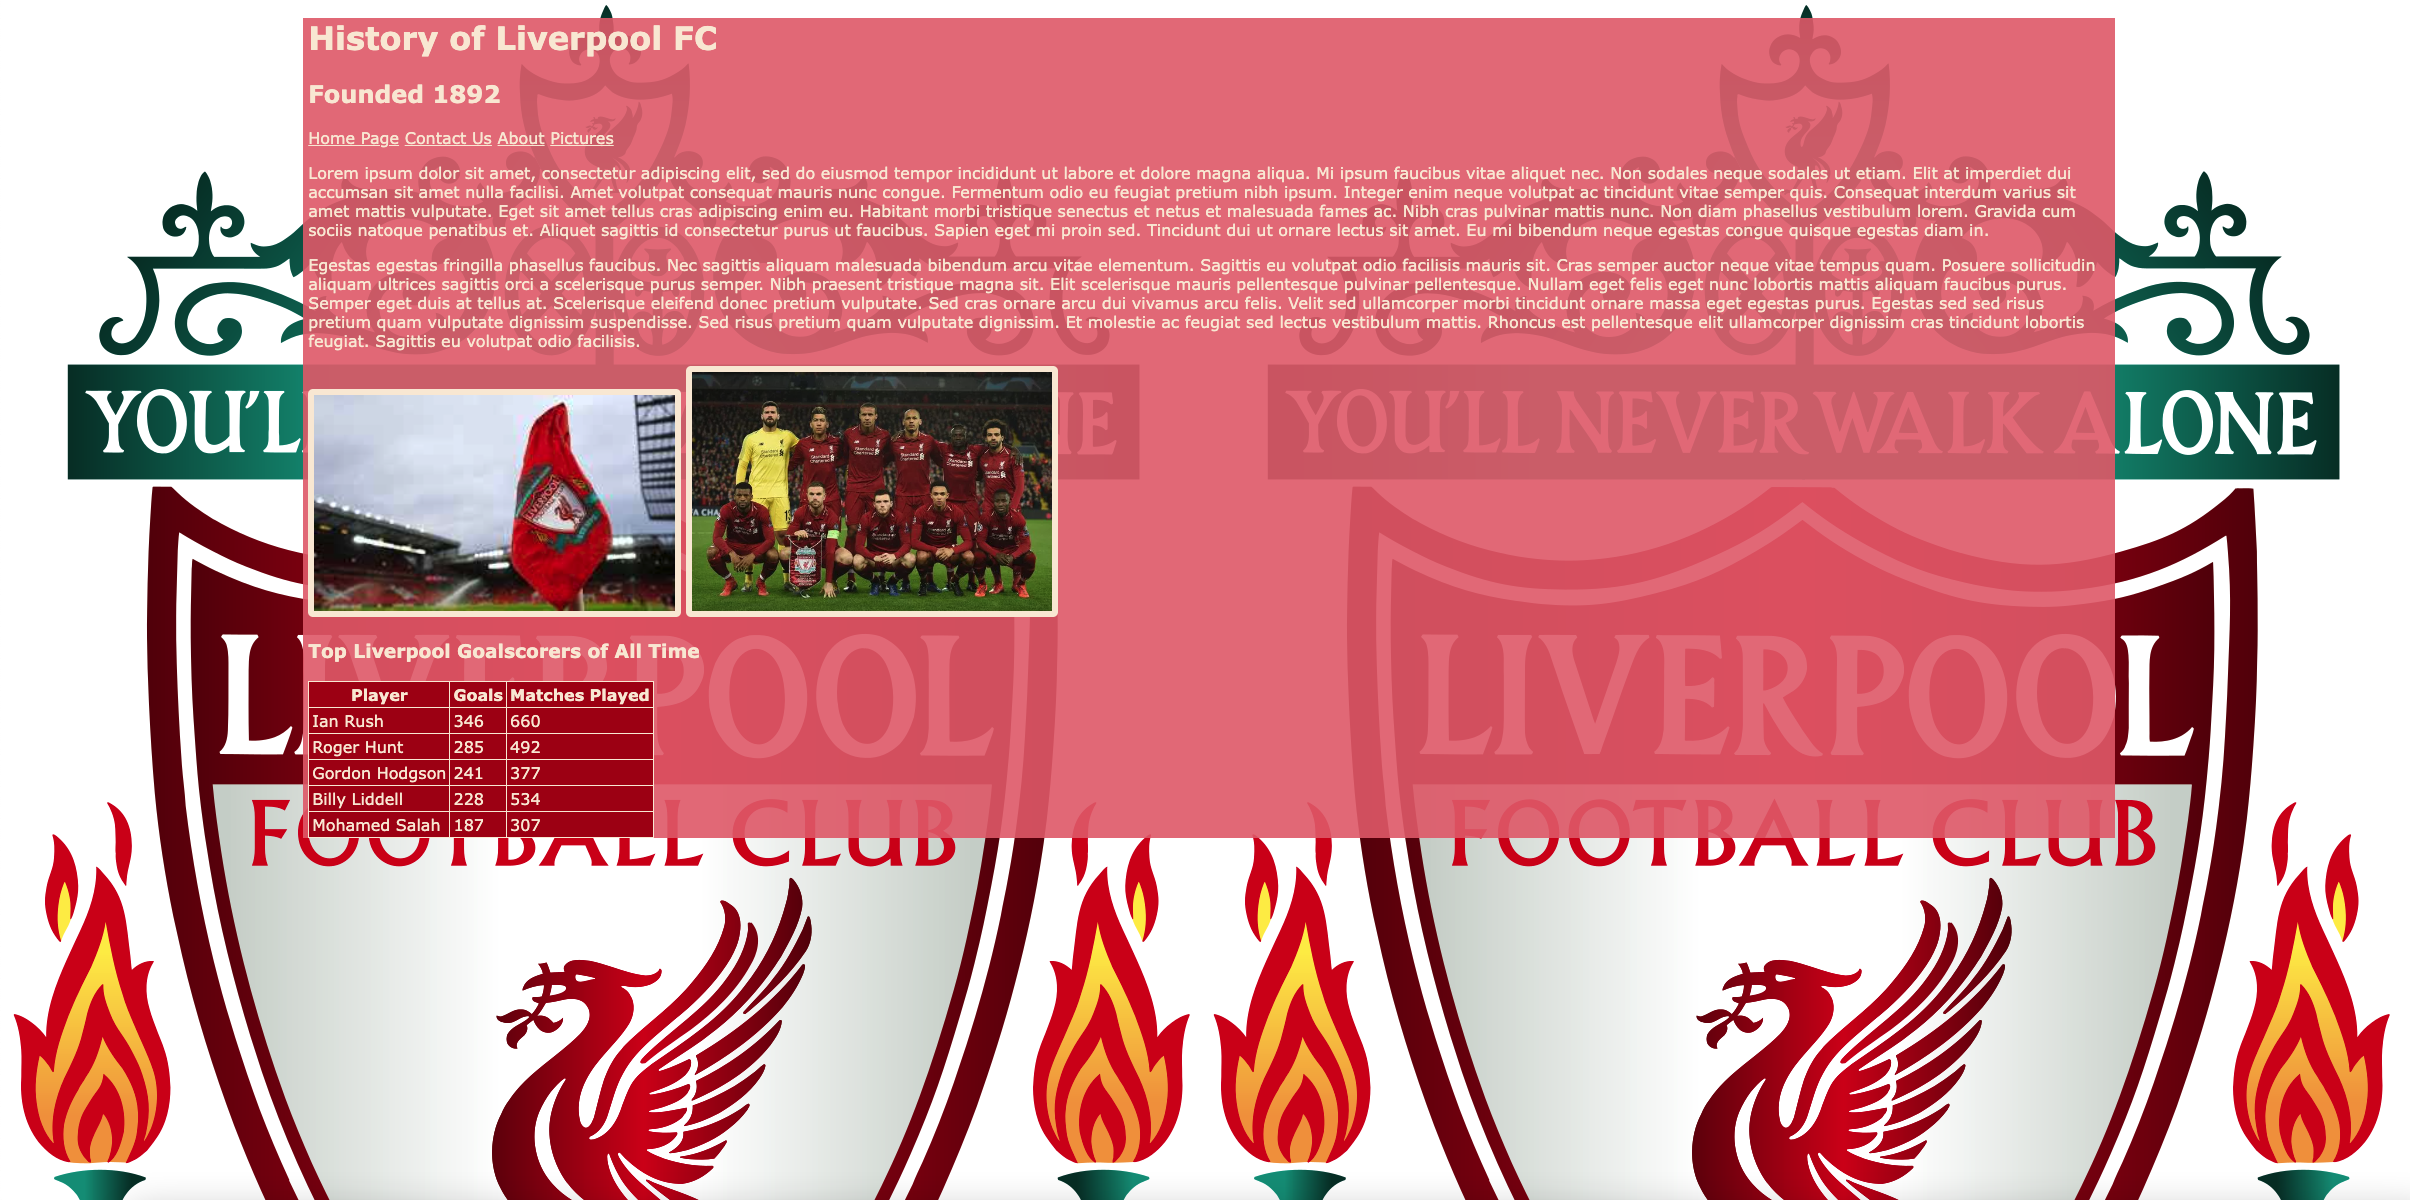 History of Liverpool FC
Founded 1892
Home Page Contact Us About Pictures
Lorem ipsum dolor sit amet, consectetur adipiscing elit, sed do eiusmod tempor incididunt ut labore et dolore magna aliqua. Mi ipsum faucibus vitae aliquet nec. Non sodales neque sodales ut etiam. Elit at imperdiet dui
accumsan sit amet nulla facilisi. Amet volutpat consequat mauris nunc congue. Fermentum odio eu feugiat pretium nibh ipsum. Integer enim neque volutpat ac tincidunt vitae semper quis. Consequat interdum varius sit
amet mattis vulputate. Eget sit amet tellus cras adipiscing enim eu. Habitant morbi tristique senectus et netus et malesuada fames ac. Nibh cras pulvinar mattis nunc. Non diam phasellus vestibulum lorem. Gravida cum
sociis natoque penatibus et. Aliquet sagittis id consectetur purus ut faucibus. Sapien eget mi proin sed. Tincidunt dui ut ornare lectus sit amet. Eu mi bibendum neque egestas congue quisque egestas diam in.
Egestas egestas fringilla phasellus faucibus. Nec sagittis aliquam malesuada bibendum arcu vitae elementum. Sagittis eu volutpat odio facilisis mauris sit. Cras semper auctor neque vitae tempus quam. Posuere sollicitudin
aliquam ultrices sagittis orci a scelerisque purus semper. Nibh praesent tristique magna sit. Elit scelerisque mauris pellentesque pulvinar pellentesque. Nullam eget felis eget nunc lobortis mattis aliquam faucibus purus.
Semper eget duis at tellus at. Scelerisque eleifend donec pretium vulputate. Sed cras ornare arcu dui vivamus arcu felis. Velit sed ullamcorper morbi tincidunt ornare massa eget egestas purus. Egestas sed sed risus
pretium quam vulputate dignissim suspendisse. Sed risus pretium quam vulputate dignissim. Et molestie ac feugiat sed lectus vestibulum mattis. Rhoncus est pellentesque elit ullamcorper dignissim cras tincidunt lobortis
feugiat. Sagittis eu volutpat odio facilisis.
YOU'LL NEVER WALK ALONE
LIVERPOOL
Top Liverpool Goalscorers of All Time
LIVERPOOL LIVERPOOL
Player Goals Matches Played
Ian Rush 346 660
Roger Hunt 285 492
Gordon Hodgson 241 377
Billy Liddell 228 534
Mohamed Salah 187 307
FOOTBALL CLUB FOOTBALL CLUB